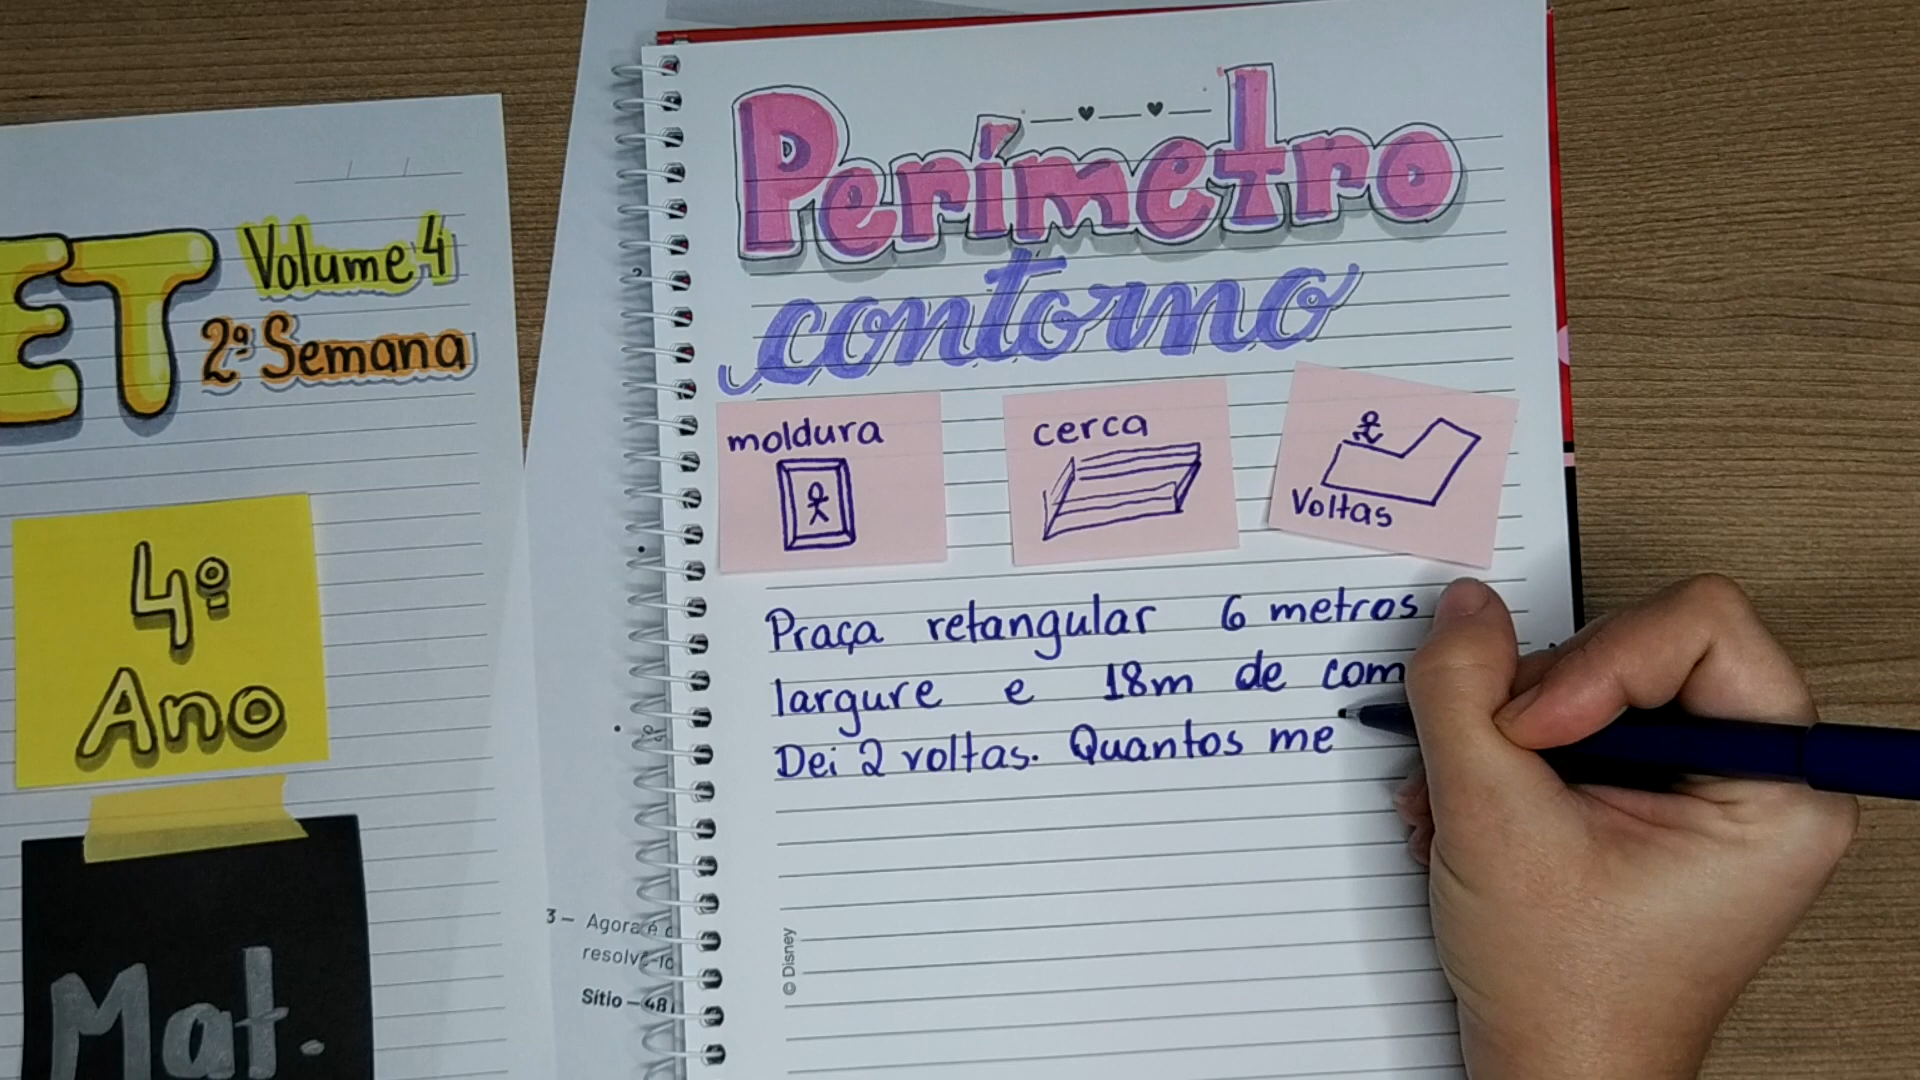 ET Volume 4
2ª Semana
4º
Ano
Mat.
3 – Agora é
resolvê-lo
Sítio – 48
Perímetro
contorno
moldura
cerca
Voltas
Praça retangular 6 metros
largure e 18m de com
Dei 2 voltas. Quantos me
© Disney